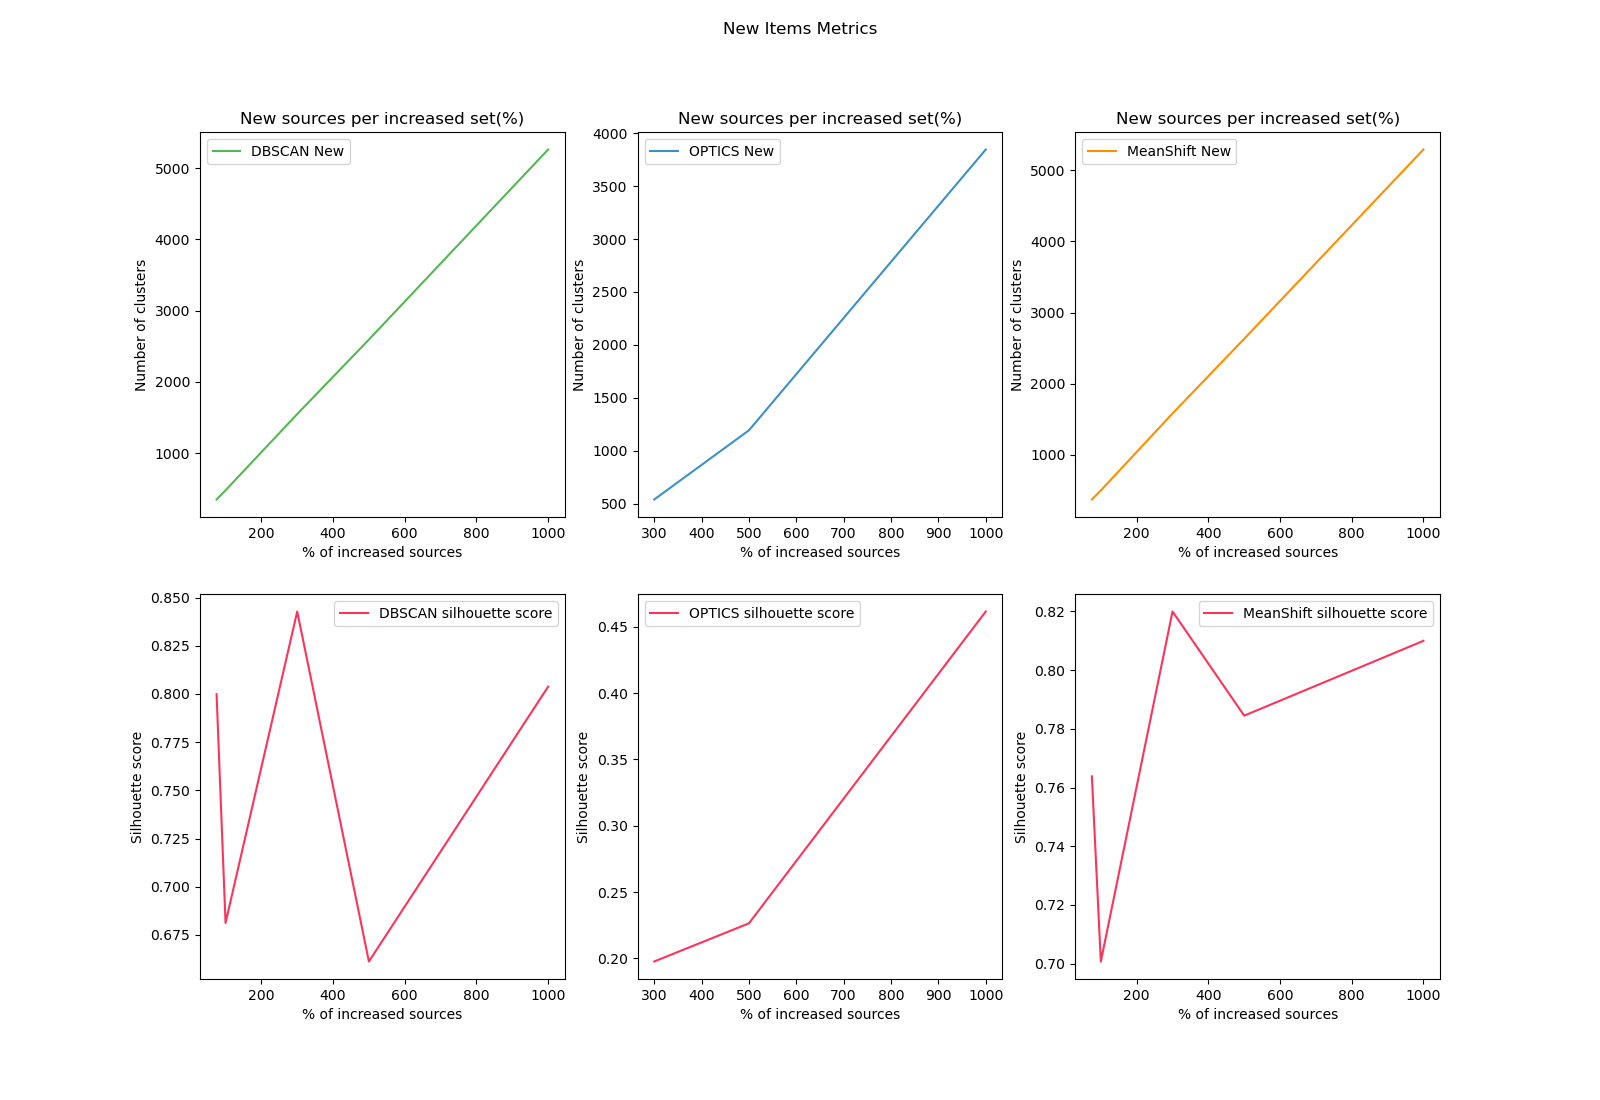 New Items Metrics
New sources per increased set(%)
DBSCAN New
Number of clusters
5000
4000
3000
2000
1000
200 400 600 800 1000
% of increased sources
New sources per increased set(%)
OPTICS New
Number of clusters
4000
3500
3000
2500
2000
1500
1000
500
300 400 500 600 700 800 900 1000
% of increased sources
New sources per increased set(%)
MeanShift New
Number of clusters
5000
4000
3000
2000
1000
200 400 600 800 1000
% of increased sources
DBSCAN silhouette score
Silhouette score
0.850
0.825
0.800
0.775
0.750
0.725
0.700
0.675
200 400 600 800 1000
% of increased sources
OPTICS silhouette score
Silhouette score
0.45
0.40
0.35
0.30
0.25
0.20
300 400 500 600 700 800 900 1000
% of increased sources
MeanShift silhouette score
Silhouette score
0.82
0.80
0.78
0.76
0.74
0.72
0.70
200 400 600 800 1000
% of increased sources